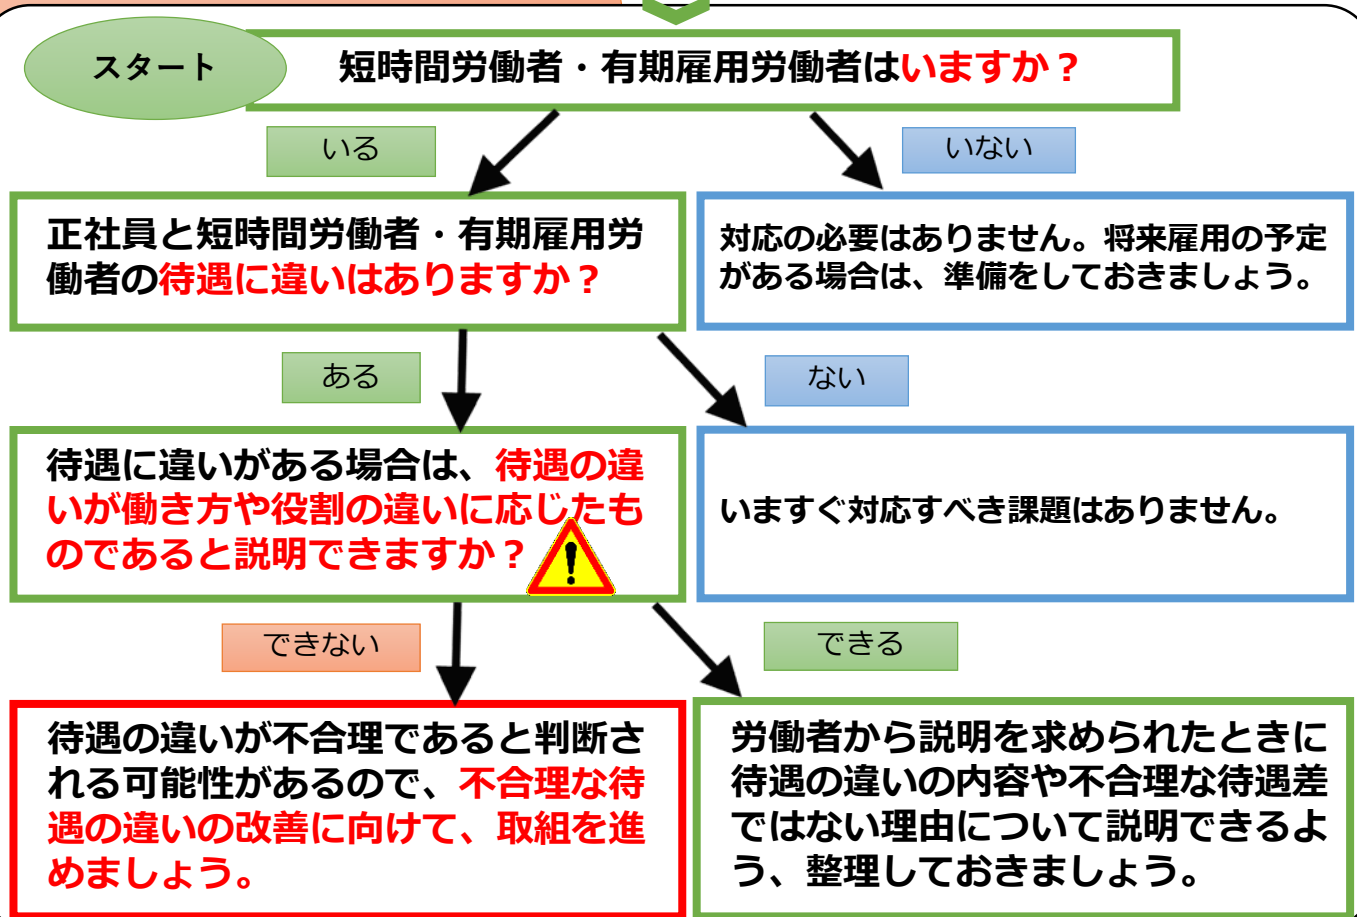 スタート
短時間労働者・有期雇用労働者はいますか？
いる
いない
正社員と短時間労働者・有期雇用労
働者の待遇に違いはありますか？
対応の必要はありません。将来雇用の予定
がある場合は、準備をしておきましょう。
ある
ない
待遇に違いがある場合は、待遇の違
いが働き方や役割の違いに応じたも
のであると説明できますか？
いますぐ対応すべき課題はありません。
できない
できる
待遇の違いが不合理であると判断さ
れる可能性があるので、不合理な待
遇の違いの改善に向けて、取組を進
めましょう。
労働者から説明を求められたときに
待遇の違いの内容や不合理な待遇差
ではない理由について説明できるよ
う、整理しておきましょう。